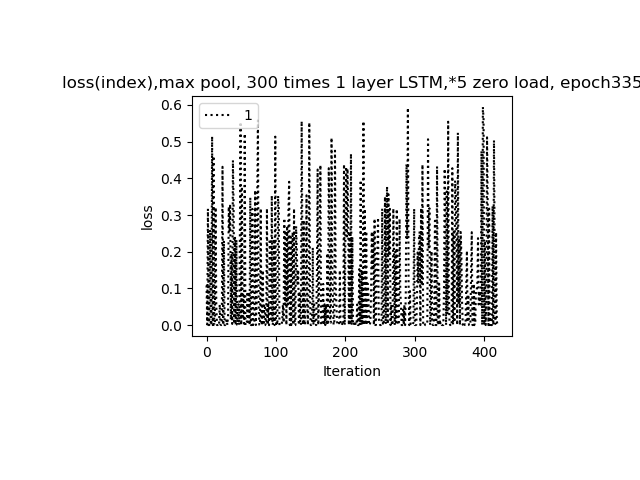 loss(index),max pool, 300 times 1 layer LSTM,*5 zero load, epoch335
1
0.6
0.5
0.4
0.3
0.2
0.1
0.0
loss
0 100 200 300 400
Iteration